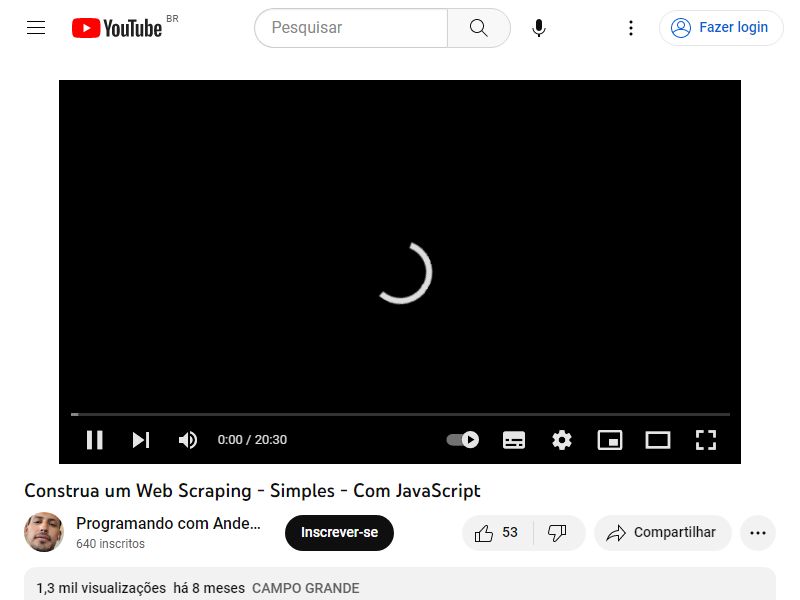 YouTube BR
Pesquisar
Fazer login
0:00 / 20:30
Construa um Web Scraping - Simples - Com JavaScript
Programando com Ande...
640 inscritos
Inscrever-se
53
Compartilhar
1,3 mil visualizações há 8 meses CAMPO GRANDE